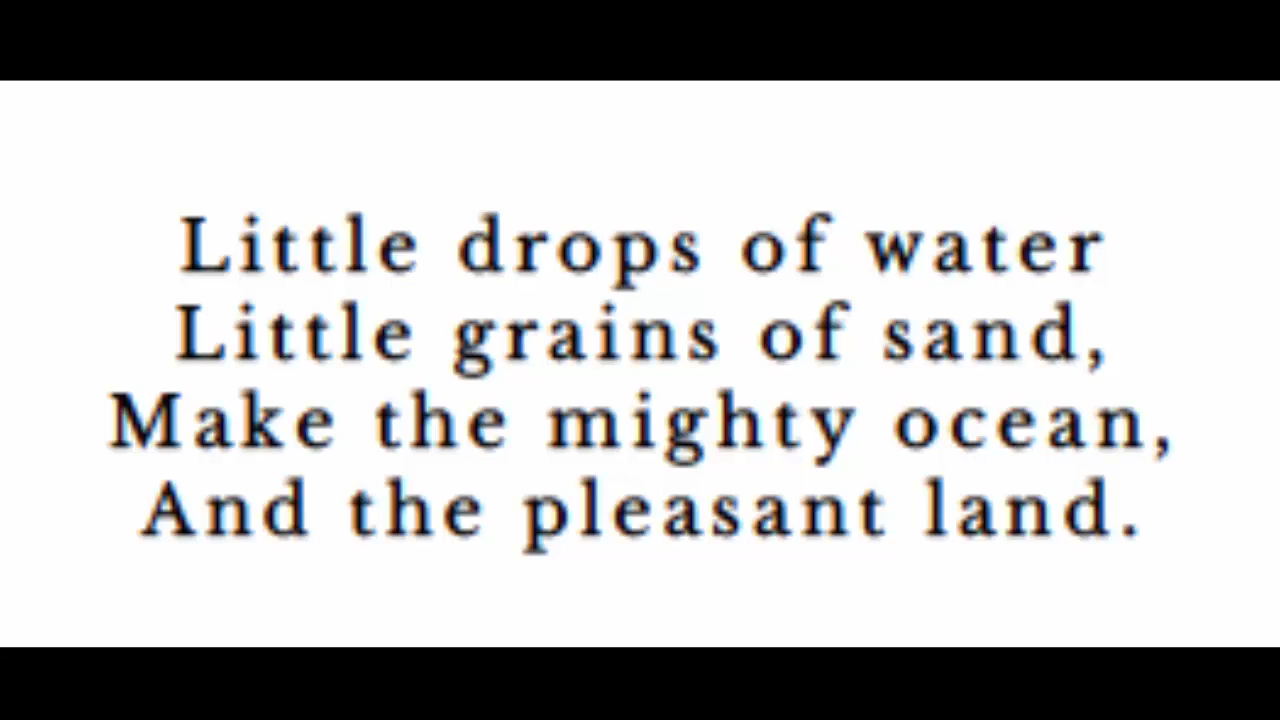 Little drops of water
Little grains of sand,
Make the mighty ocean,
And the pleasant land.